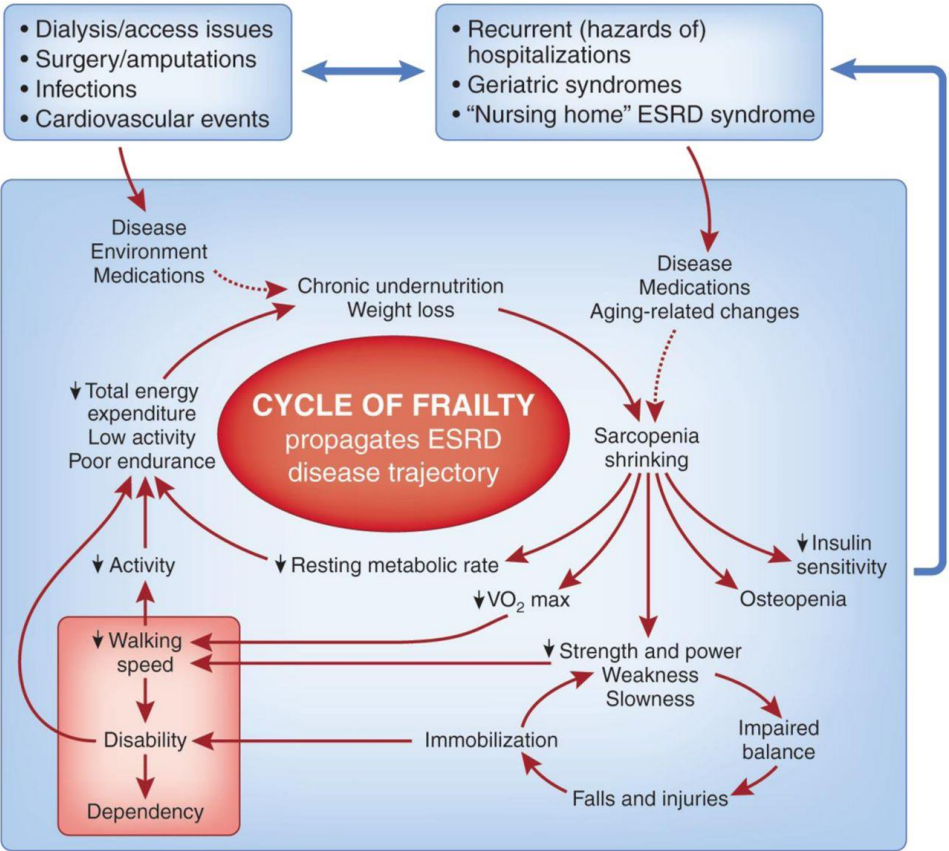 • Dialysis/access issues
• Surgery/amputations
• Infections
• Cardiovascular events
• Recurrent (hazards of)
hospitalizations
• Geriatric syndromes
• “Nursing home” ESRD syndrome
Disease
Environment
Medications
Chronic undernutrition
Weight loss
Disease
Medications
Aging-related changes
↓ Total energy
expenditure
Low activity
Poor endurance
CYCLE OF FRAILTY
propagates ESRD
disease trajectory
Sarcopenia
shrinking
↓ Activity
↓ Resting metabolic rate
↓ VO₂ max
Osteopenia
↓ Insulin
sensitivity
↓ Walking
speed
↓ Strength and power
Weakness
Slowness
Disability
Immobilization
Impaired
balance
Dependency
Falls and injuries